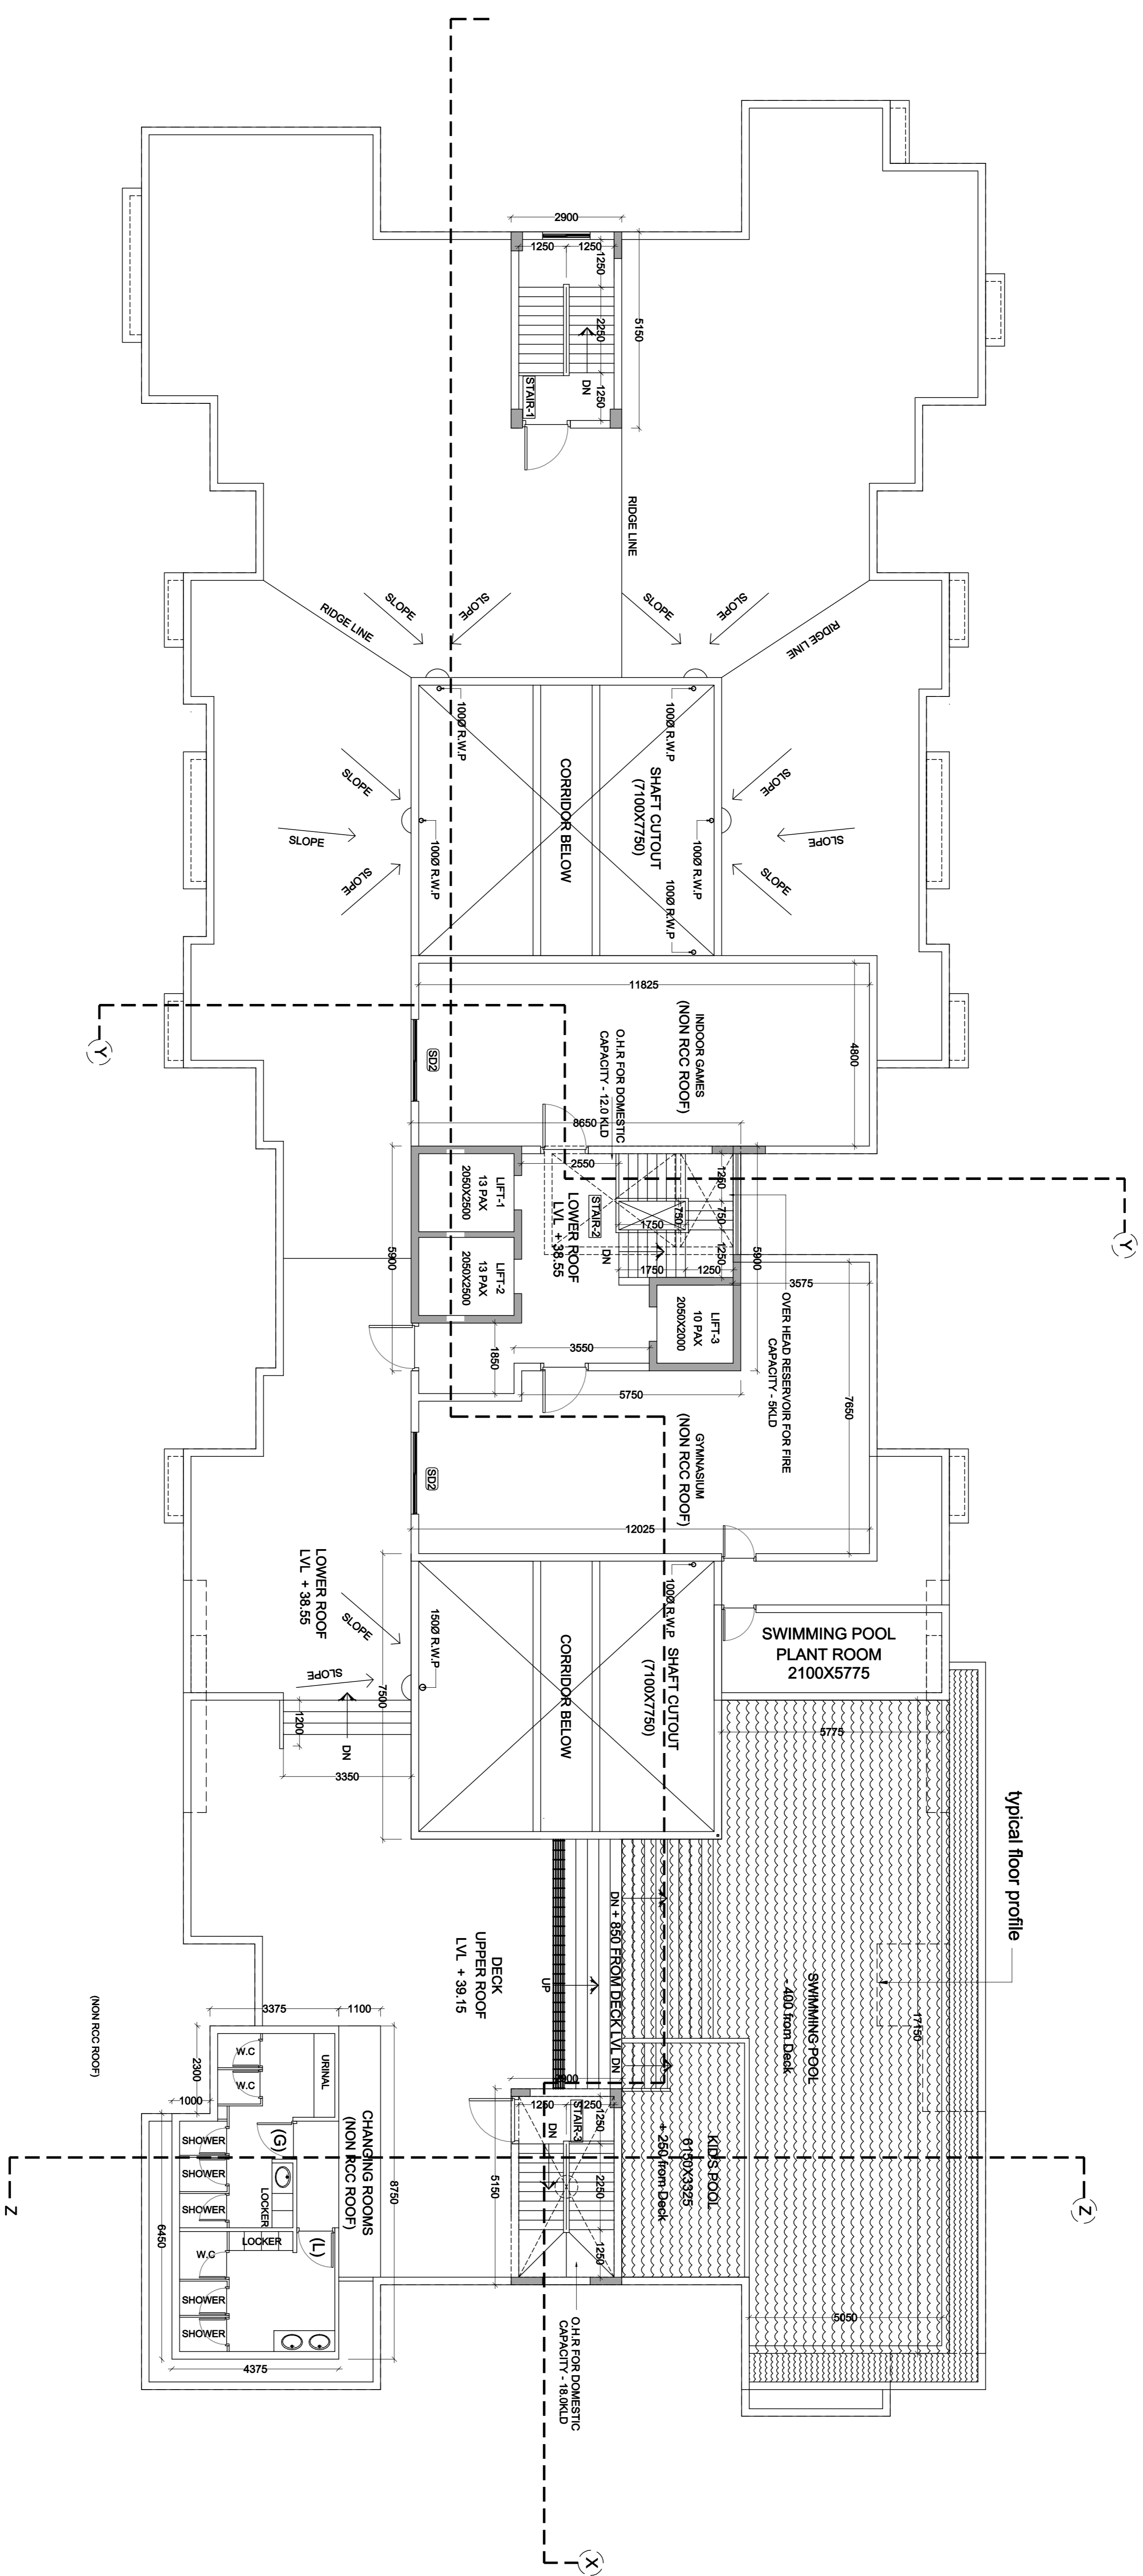 2900
1250
1250
1250
2250
1250
5150
DN
STAIR-1
RIDGE LINE
RIDGE LINE
RIDGE LINE
SLOPE
SLOPE
SLOPE
SLOPE
100Ø R.W.P
100Ø R.W.P
SHAFT CUTOUT
(7100X7750)
CORRIDOR BELOW
100Ø R.W.P
100Ø R.W.P
100Ø R.W.P
SLOPE
SLOPE
SLOPE
SLOPE
SLOPE
SLOPE
11825
4800
INDOOR GAMES
(NON RCC ROOF)
SD2
Y
Y
O.H.R FOR DOMESTIC
CAPACITY - 12.0 KLD
8650
2550
1250
750
1250
750
1750
1750
1250
5900
5900
STAIR-2
DN
LOWER ROOF
LVL + 38.55
LIFT-1
13 PAX
2050X2500
LIFT-2
13 PAX
2050X2500
LIFT-3
10 PAX
2050X2000
3575
OVER HEAD RESERVOIR FOR FIRE
CAPACITY - 5KLD
1850
3550
5750
7650
GYMNASIUM
(NON RCC ROOF)
SD2
12025
LOWER ROOF
LVL + 38.55
SLOPE
SLOPE
7500
150Ø R.W.P
100Ø R.W.P
SHAFT CUTOUT
(7100X7750)
CORRIDOR BELOW
SWIMMING POOL
PLANT ROOM
2100X5775
5775
1200
DN
3350
typical floor profile
17150
SWIMMING POOL
- 400 from Deck
DN + 850 FROM DECK LVL
DN
UP
DECK
UPPER ROOF
LVL + 39.15
2900
1250
1250
1250
2250
1250
5150
STAIR-3
DN
KID'S POOL
6150X3325
+ 250 from Deck
5050
O.H.R FOR DOMESTIC
CAPACITY - 18.0KLD
(NON RCC ROOF)
3375
1100
2300
1000
8750
6450
4375
CHANGING ROOMS
(NON RCC ROOF)
URINAL
W.C
W.C
SHOWER
SHOWER
SHOWER
(G)
LOCKER
LOCKER
(L)
W.C
SHOWER
SHOWER
Z
Z
X